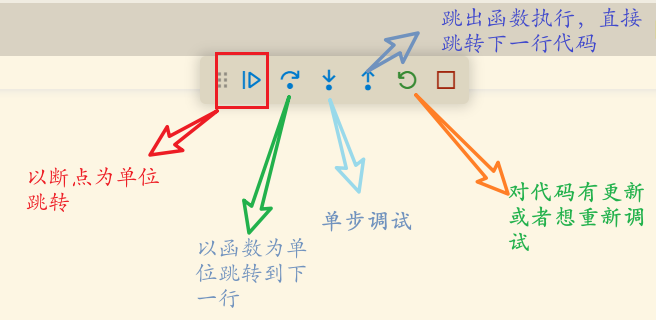 跳出函数执行，直接
跳转下一行代码
以断点为单位
跳转
以函数为单
位跳转到下
一行
单步调试
对代码有更新
或者想重新调
试